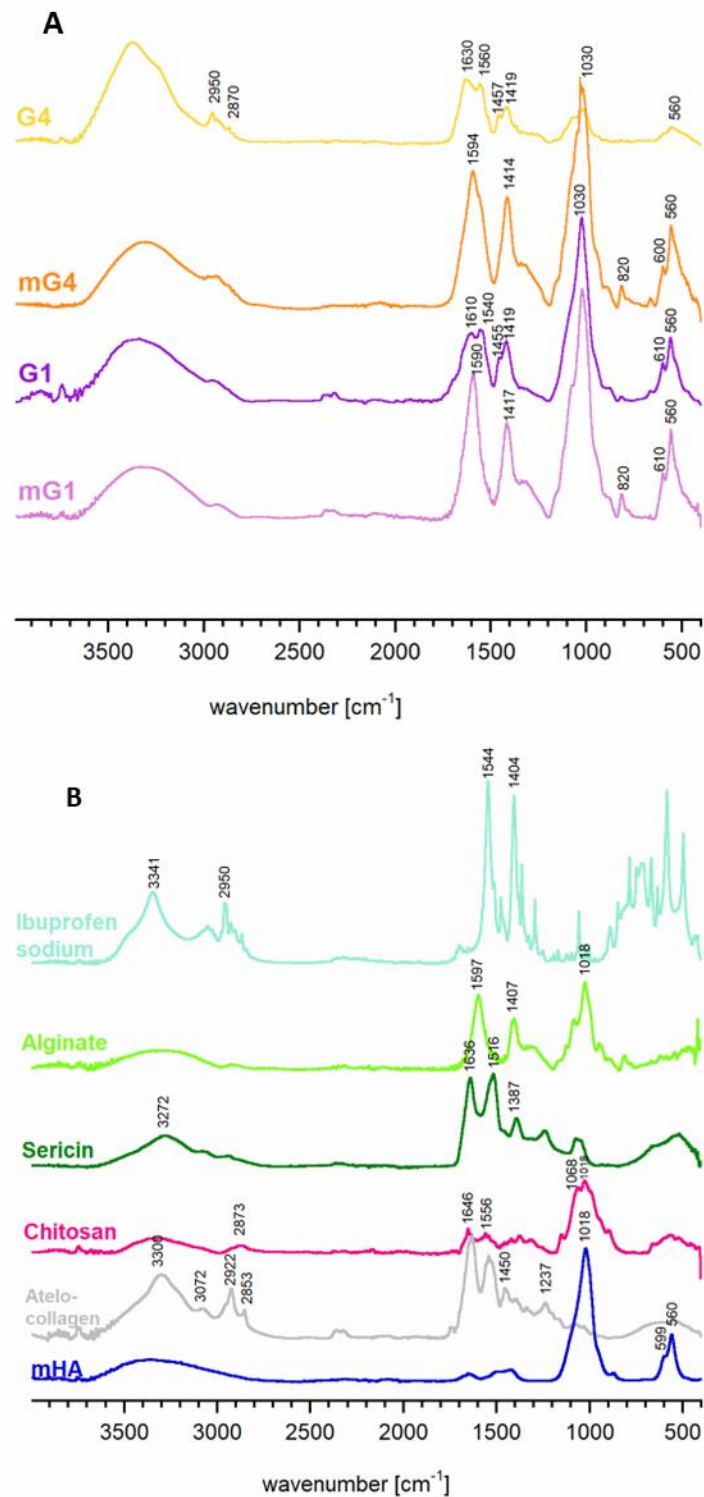 A
G4
2950
2870
1630
1560
1457
1419
1030
560
mG4
1594
1414
1030
820
600
560
G1
1610
1590
1540
1455
1419
610
560
mG1
1417
820
610
560
3500 3000 2500 2000 1500 1000 500
wavenumber [cm⁻¹]
B
Ibuprofen
sodium
3341
2950
1544
1404
Alginate
1597
1407
1018
Sericin
3272
1636
1516
1387
Chitosan
2873
1646
1556
1068
1018
Atelo-
collagen
3300
3072
2922
2853
1450
1237
mHA
1018
599
560
3500 3000 2500 2000 1500 1000 500
wavenumber [cm⁻¹]